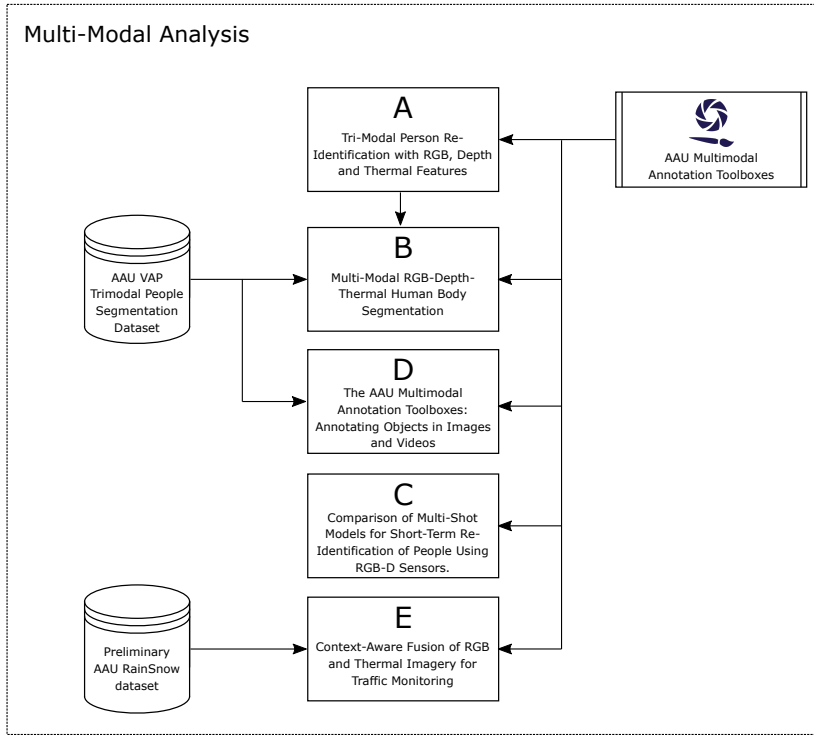 Multi-Modal Analysis
A
Tri-Modal Person Re-
Identification with RGB, Depth
and Thermal Features
AAU Multimodal
Annotation Toolboxes
B
Multi-Modal RGB-Depth-
Thermal Human Body
Segmentation
AAU VAP
Trimodal People
Segmentation
Dataset
D
The AAU Multimodal
Annotation Toolboxes:
Annotating Objects in Images
and Videos
C
Comparison of Multi-Shot
Models for Short-Term Re-
Identification of People Using
RGB-D Sensors.
E
Context-Aware Fusion of RGB
and Thermal Imagery for
Traffic Monitoring
Preliminary
AAU RainSnow
dataset